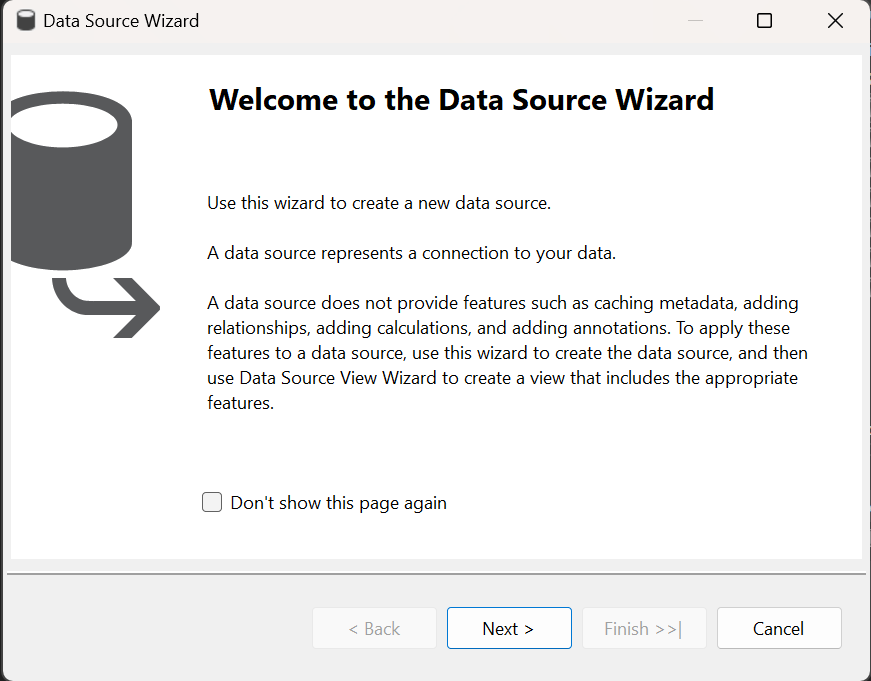 Data Source Wizard
Welcome to the Data Source Wizard
Use this wizard to create a new data source.
A data source represents a connection to your data.
A data source does not provide features such as caching metadata, adding
relationships, adding calculations, and adding annotations. To apply these
features to a data source, use this wizard to create the data source, and then
use Data Source View Wizard to create a view that includes the appropriate
features.
Don't show this page again
< Back Next > Finish >>| Cancel